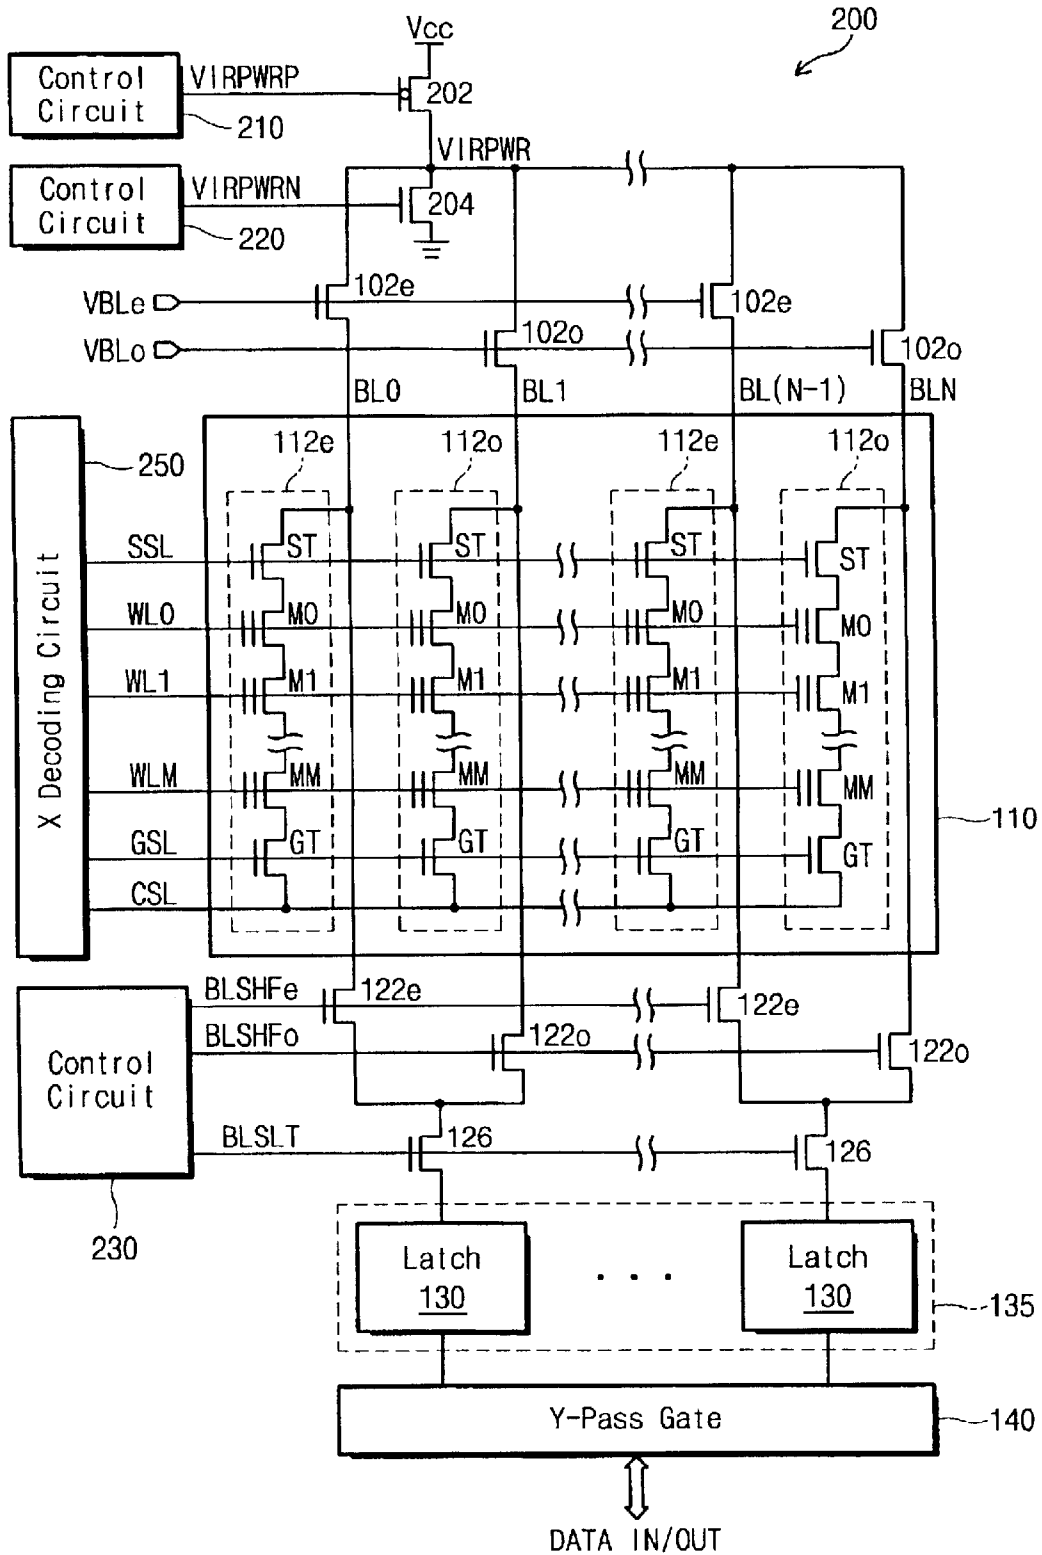 200
Vcc
Control
Circuit
VIRPWRP
202
210
VIRPWR
Control
Circuit
VIRPWRN
204
220
VBLe
102e
102e
VBLo
102o
102o
BL0
BL1
BL(N-1)
BLN
112e
112o
112e
112o
250
X Decoding Circuit
SSL
ST
ST
ST
ST
WL0
M0
M0
M0
M0
WL1
M1
M1
M1
M1
WLM
MM
MM
MM
MM
110
GSL
GT
GT
GT
GT
CSL
BLSHFe
122e
122e
BLSHFo
122o
122o
Control
Circuit
BLSLT
126
126
230
Latch
130
. . .
Latch
130
135
Y-Pass Gate
140
DATA IN/OUT